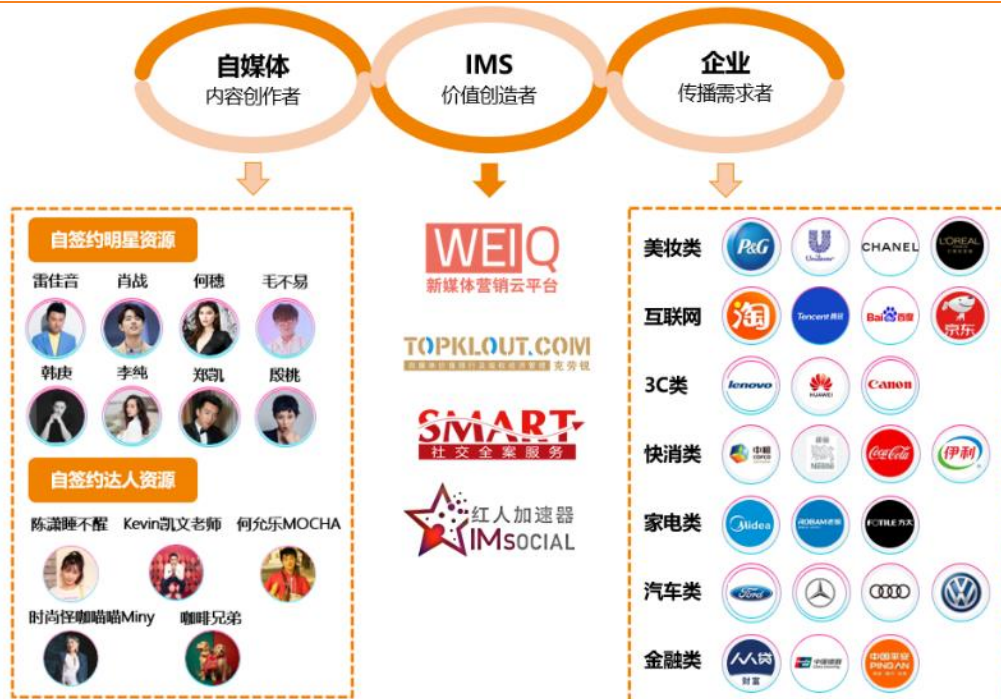 自媒体
内容创作者
IMS
价值创造者
企业
传播需求者
自签约明星资源
雷佳音 肖战 何穗 毛不易
韩庚 李纯 郑凯 殷桃
自签约达人资源
陈潇睡不醒 Kevin凯文老师 何允乐MOCHA
时尚怪咖喵喵Miny 咖啡兄弟
WEIQ
新媒体营销云平台
TOPKLOUT.COM
克劳锐
SMART
社交全案服务
红人加速器
IMsOCIAL
美妆类 P&G Unilever CHANEL L'ORÉAL
互联网 淘 Tencent 腾讯 Bai百度 京东
3C类 lenovo HUAWEI Canon
快消类 中粮 COFCO Nestlé Coca-Cola 伊利
家电类 Midea ROBAM老板 FOTILE方太
汽车类 Ford
金融类 人人贷 财富 中国银联 中国平安 PING AN